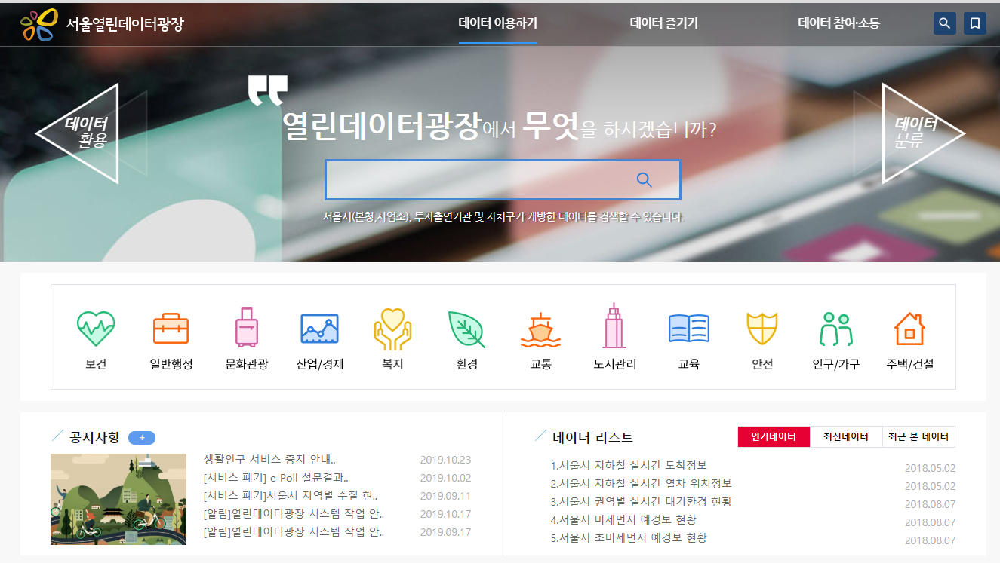 서울열린데이터광장
데이터 이용하기
데이터 즐기기
데이터 참여·소통
데이터
활용
열린데이터광장에서 무엇을 하시겠습니까?
데이터
분류
서울시(본청,사업소), 투자출연기관 및 자치구가 개방한 데이터를 검색할 수 있습니다.
보건
일반행정
문화관광
산업/경제
복지
환경
교통
도시관리
교육
안전
인구/가구
주택/건설
공지사항 +
생활인구 서비스 중지 안내.. 2019.10.23
[서비스 폐기] e-Poll 설문결과.. 2019.10.02
[서비스 폐기]서울시 지역별 수질 현.. 2019.09.11
[알림]열린데이터광장 시스템 작업 안.. 2019.10.17
[알림]열린데이터광장 시스템 작업 안.. 2019.09.17
데이터 리스트
인기데이터
최신데이터
최근 본 데이터
1.서울시 지하철 실시간 도착정보 2018.05.02
2.서울시 지하철 실시간 열차 위치정보 2018.05.02
3.서울시 권역별 실시간 대기환경 현황 2018.08.07
4.서울시 미세먼지 예경보 현황 2018.08.07
5.서울시 초미세먼지 예경보 현황 2018.08.07